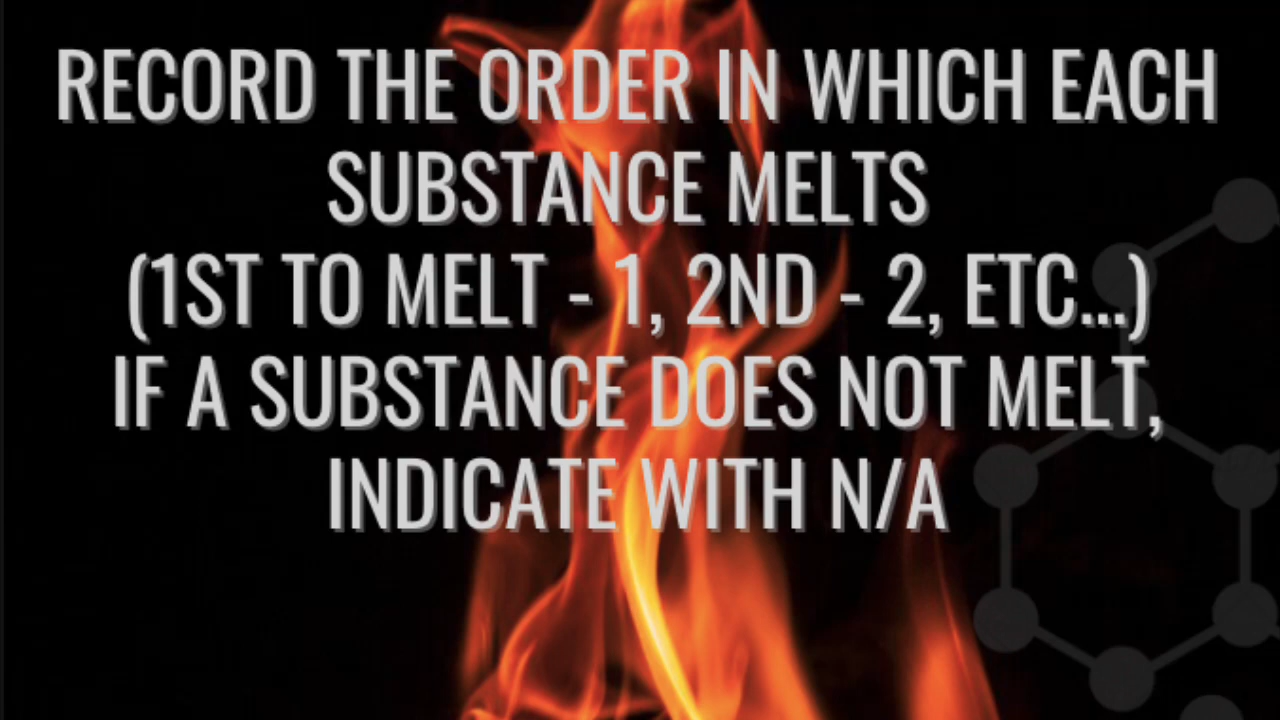 RECORD THE ORDER IN WHICH EACH
SUBSTANCE MELTS
(1ST TO MELT - 1, 2ND - 2, ETC...)
IF A SUBSTANCE DOES NOT MELT,
INDICATE WITH N/A